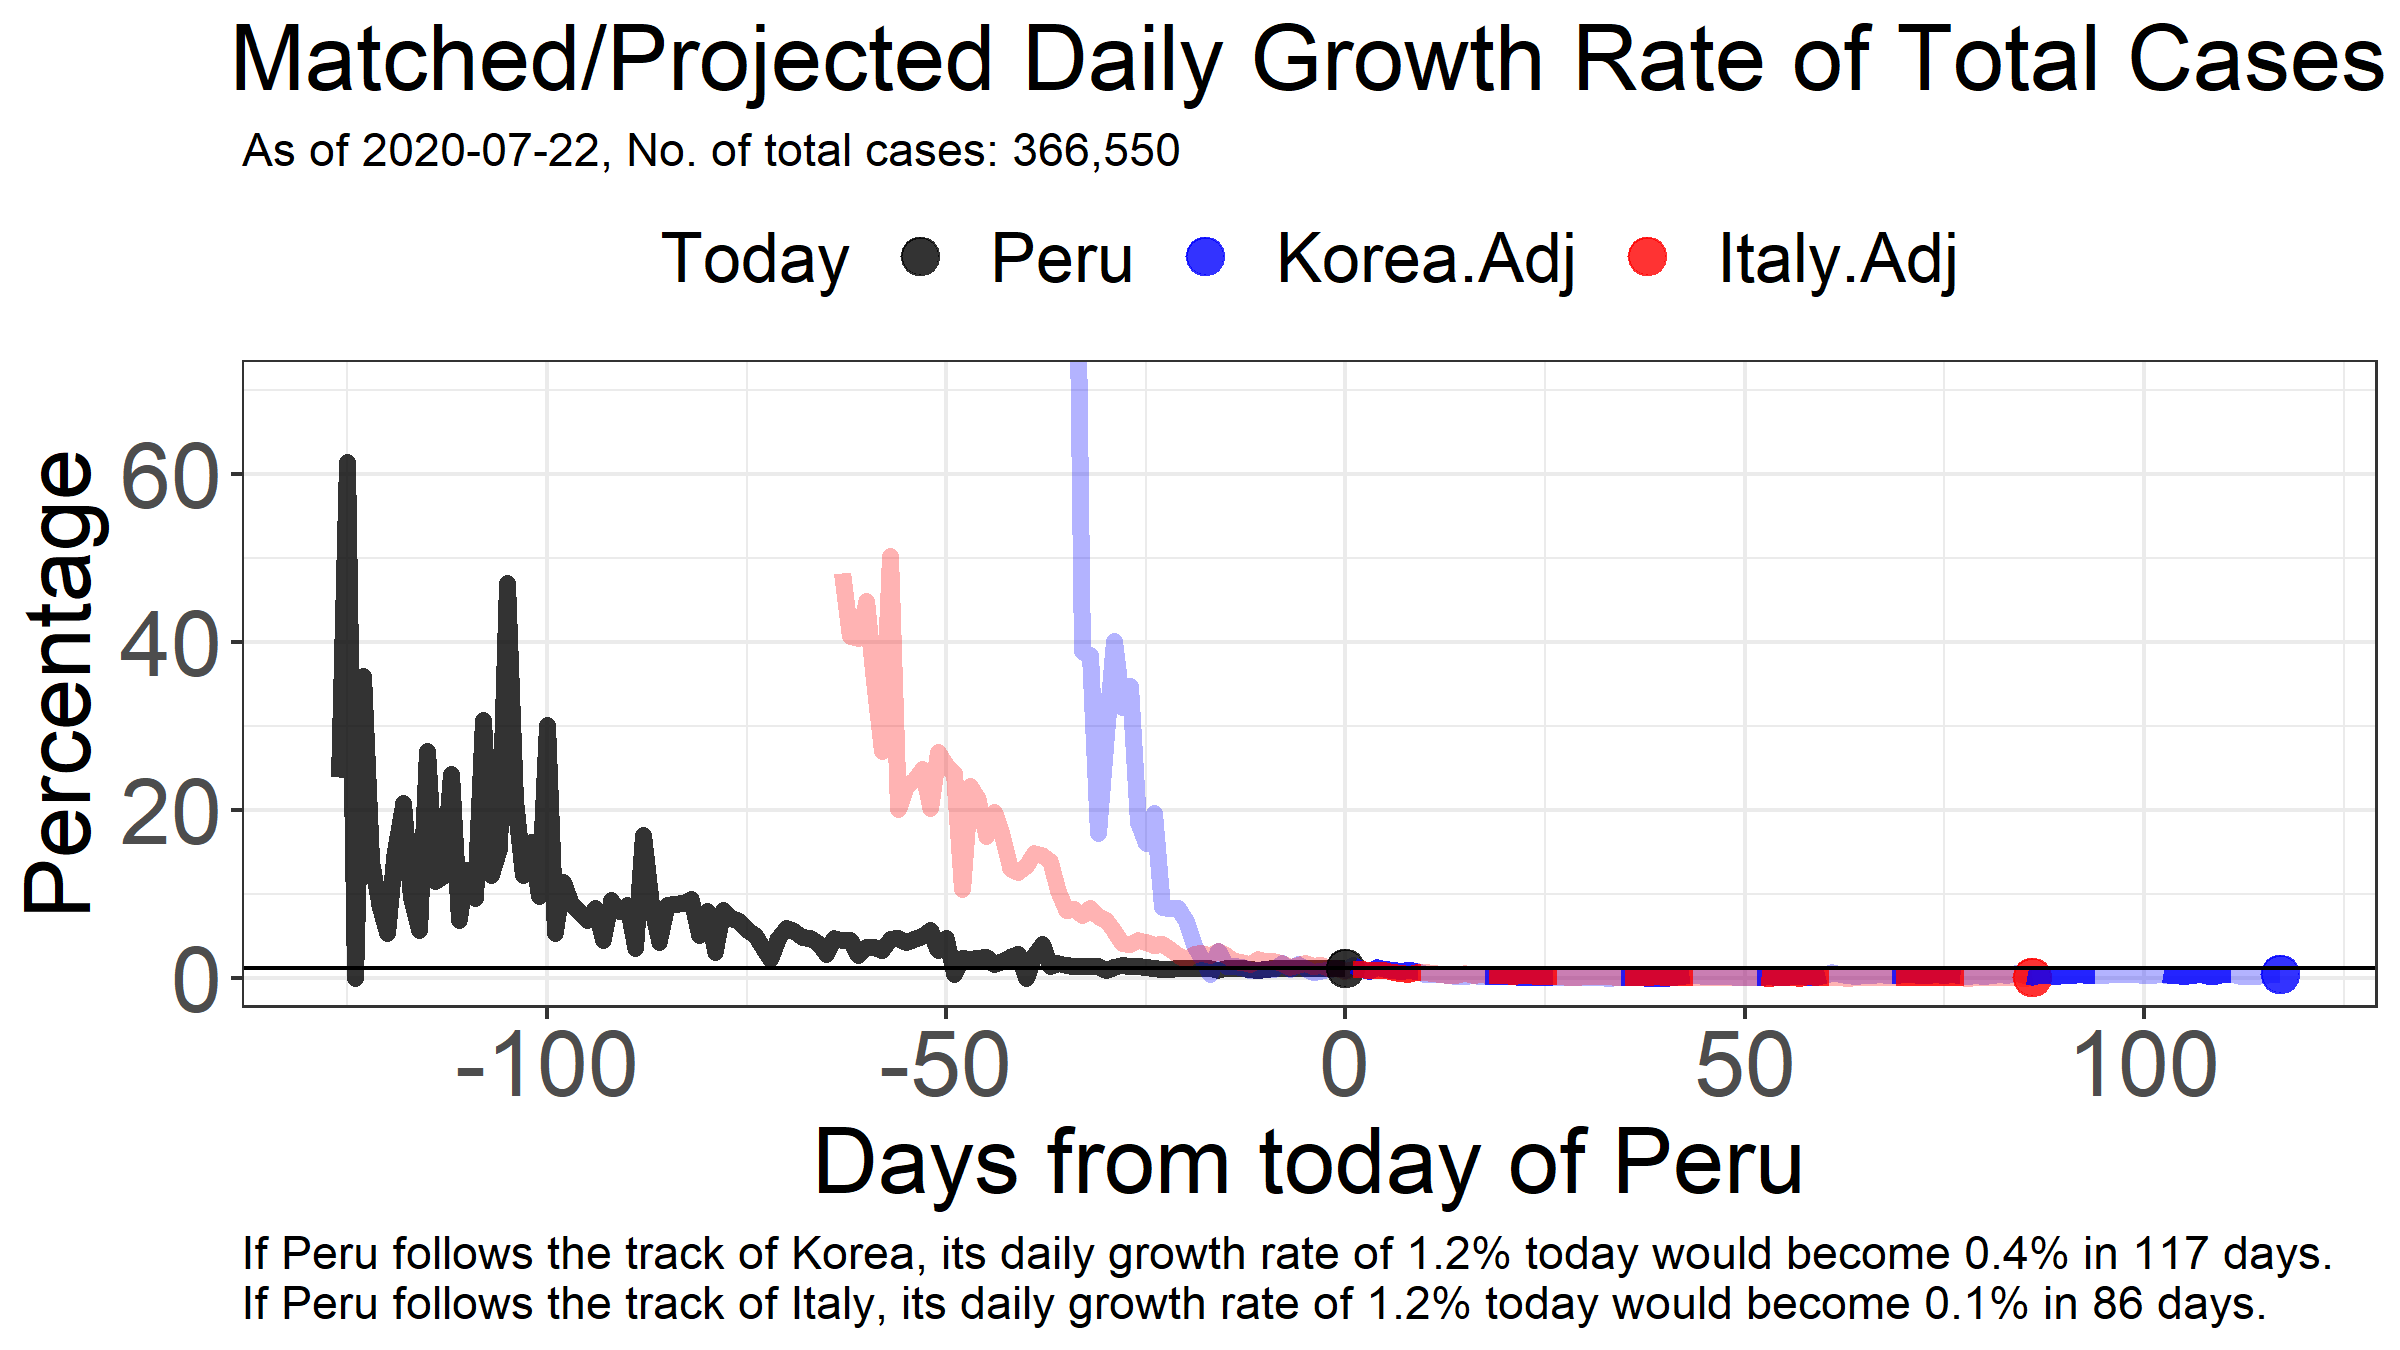 Matched/Projected Daily Growth Rate of Total Cases
As of 2020-07-22, No. of total cases: 366,550
Today Peru Korea.Adj Italy.Adj
Percentage
60
40
20
0
-100 -50 0 50 100
Days from today of Peru
If Peru follows the track of Korea, its daily growth rate of 1.2% today would become 0.4% in 117 days.
If Peru follows the track of Italy, its daily growth rate of 1.2% today would become 0.1% in 86 days.